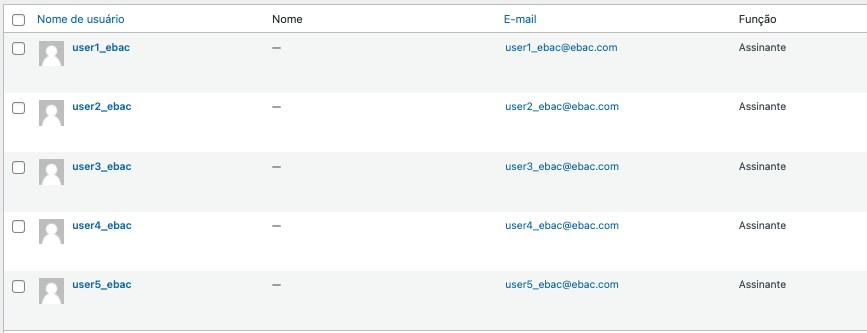 Nome de usuário Nome E-mail Função
user1_ebac — user1_ebac@ebac.com Assinante
user2_ebac — user2_ebac@ebac.com Assinante
user3_ebac — user3_ebac@ebac.com Assinante
user4_ebac — user4_ebac@ebac.com Assinante
user5_ebac — user5_ebac@ebac.com Assinante